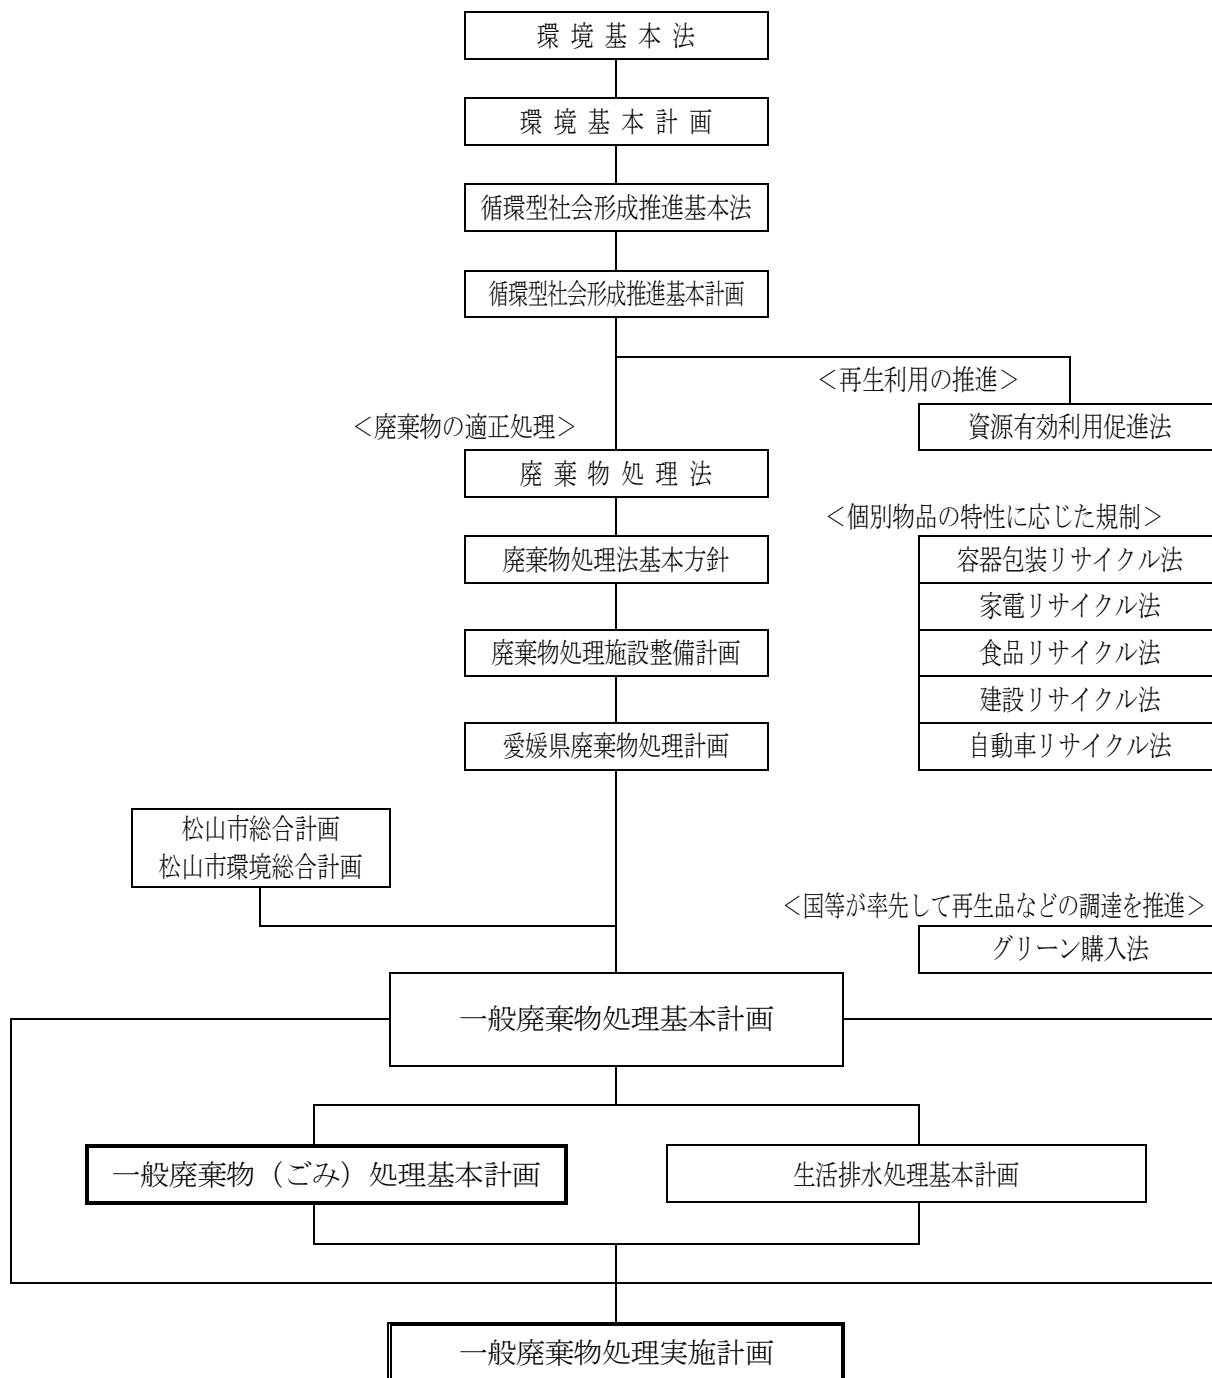 環境基本法
環境基本計画
循環型社会形成推進基本法
循環型社会形成推進基本計画
＜再生利用の推進＞
資源有効利用促進法
＜廃棄物の適正処理＞
廃棄物処理法
＜個別物品の特性に応じた規制＞
廃棄物処理法基本方針
容器包装リサイクル法
家電リサイクル法
廃棄物処理施設整備計画
食品リサイクル法
建設リサイクル法
愛媛県廃棄物処理計画
自動車リサイクル法
松山市総合計画
松山市環境総合計画
＜国等が率先して再生品などの調達を推進＞
グリーン購入法
一般廃棄物処理基本計画
一般廃棄物（ごみ）処理基本計画
生活排水処理基本計画
一般廃棄物処理実施計画